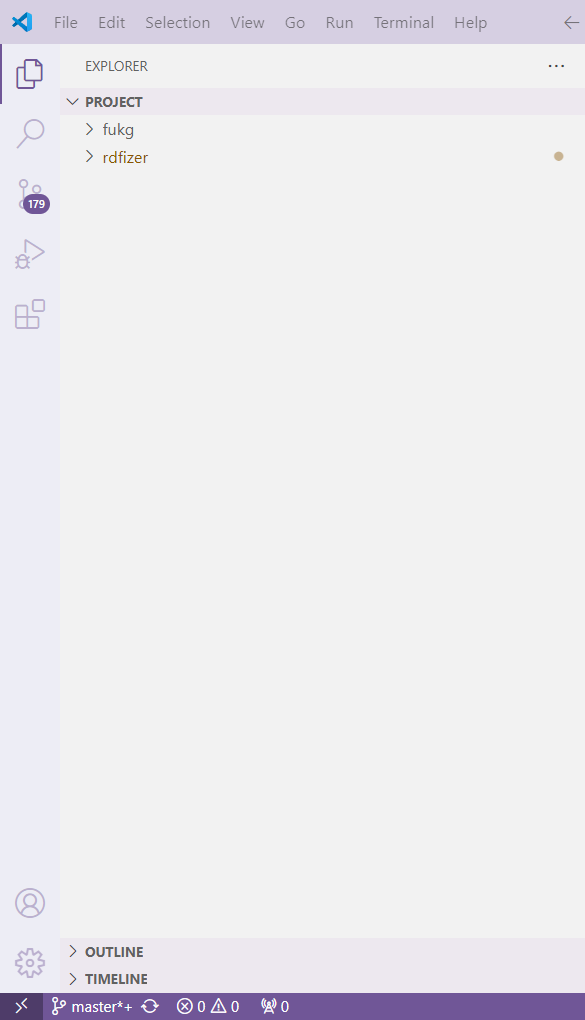 File Edit Selection View Go Run Terminal Help
EXPLORER
PROJECT
fukg
rdfizer
179
OUTLINE
TIMELINE
master*+ 0 0 0